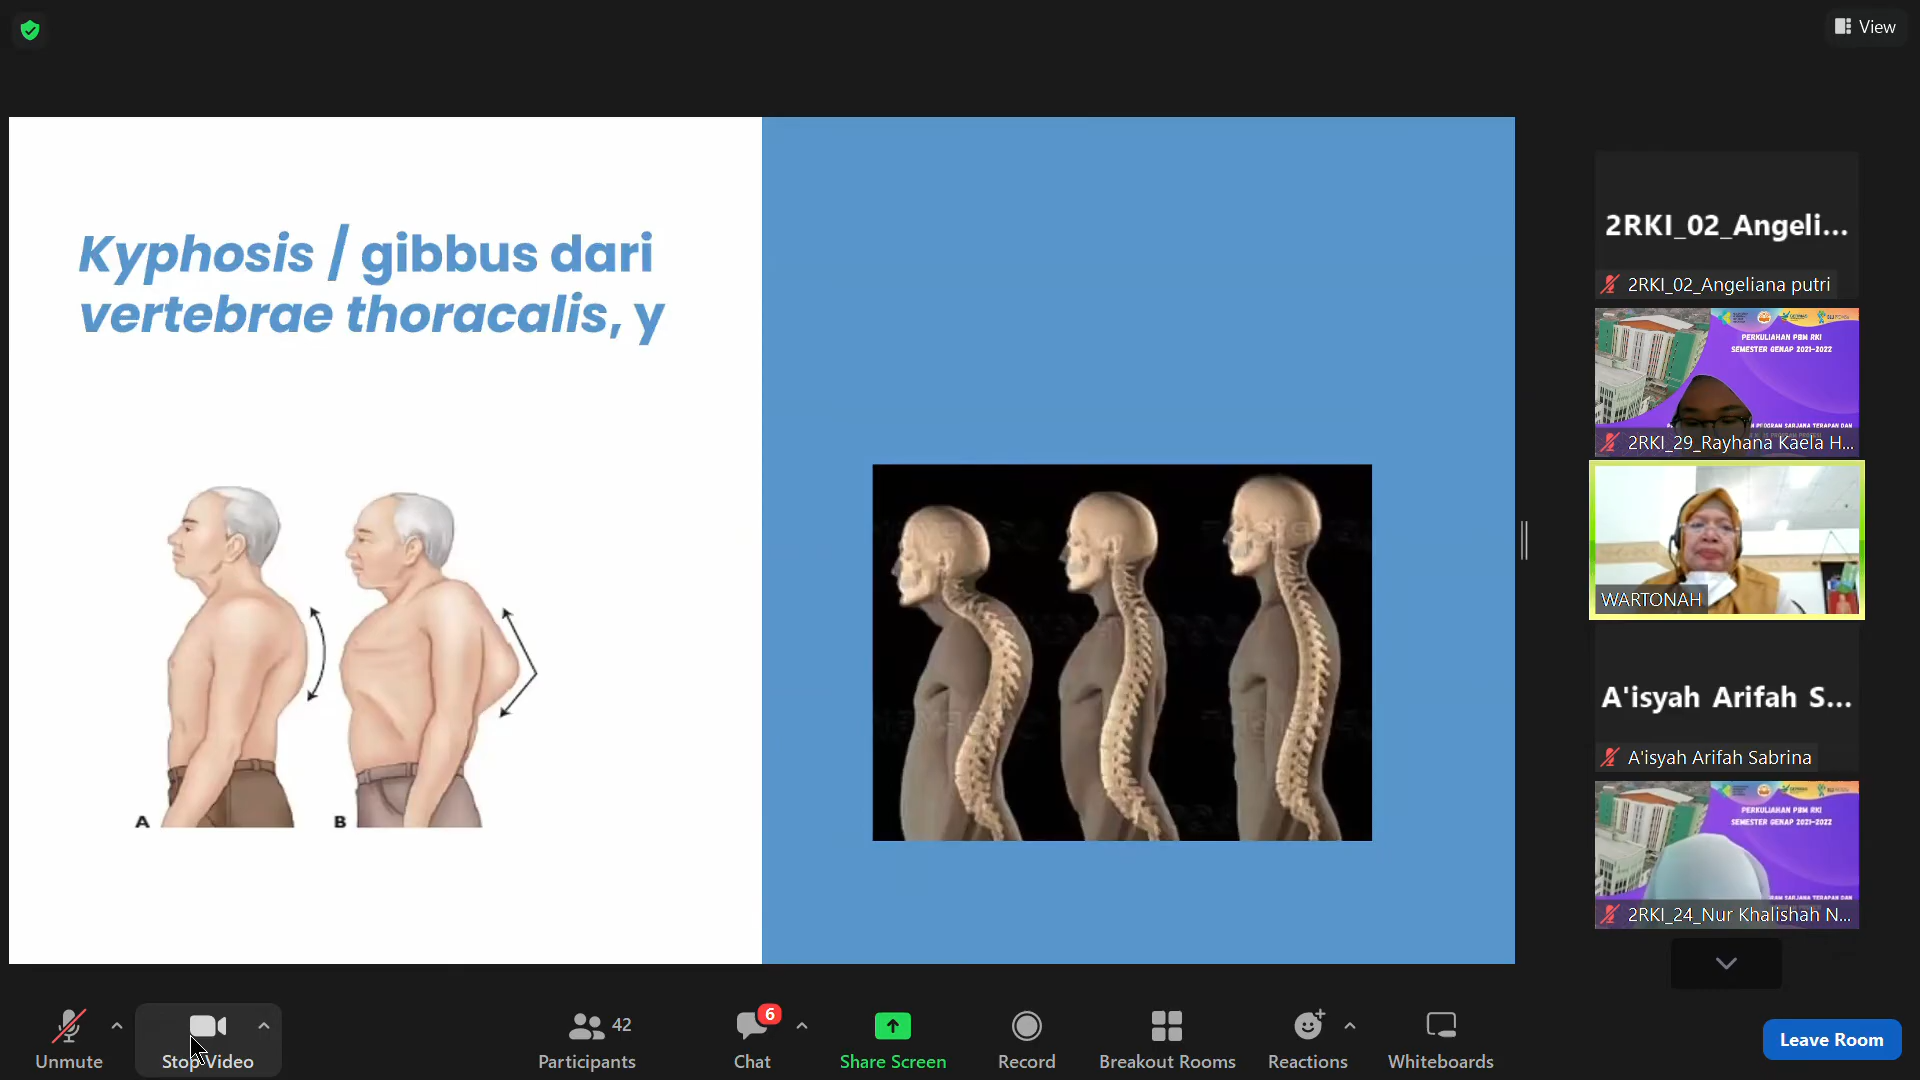 View
Kyphosis / gibbus dari
vertebrae thoracalis, y
A
B
2RKI_02_Angeli...
2RKI_02_Angeliana putri
PERKULIAHAN PBM RKI
SEMESTER GENAP 2021-2022
2RKI_29_Rayhana Kaela H...
WARTONAH
A'isyah Arifah S...
A'isyah Arifah Sabrina
PERKULIAHAN PBM RKI
SEMESTER GENAP 2021-2022
2RKI_24_Nur Khalishah N...
Unmute
Stop Video
42
Participants
6
Chat
Share Screen
Record
Breakout Rooms
Reactions
Whiteboards
Leave Room